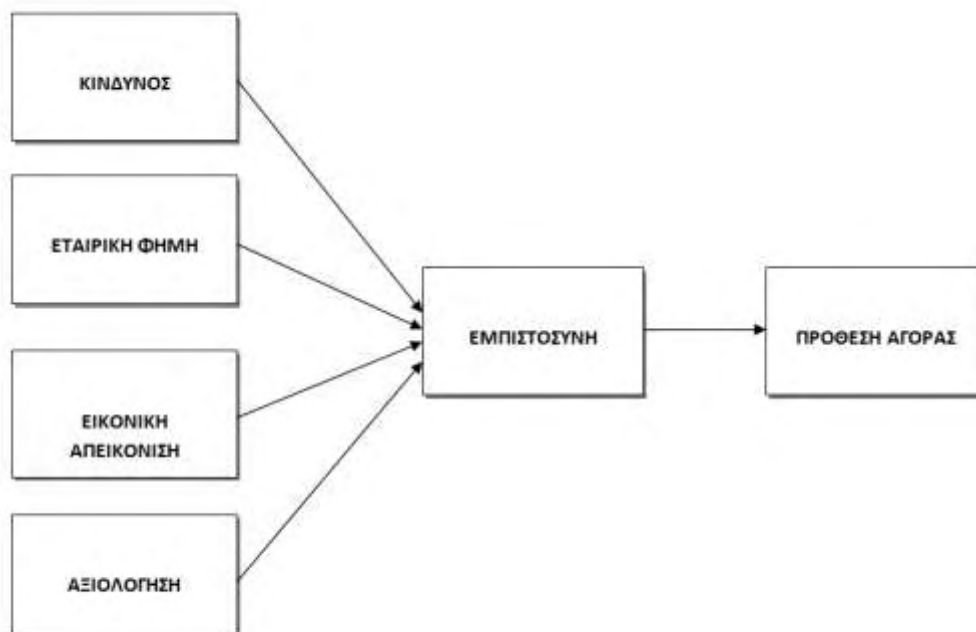 ΚΙΝΔΥΝΟΣ
ΕΤΑΙΡΙΚΗ ΦΗΜΗ
ΕΙΚΟΝΙΚΗ
ΑΠΕΙΚΟΝΙΣΗ
ΑΞΙΟΛΟΓΗΣΗ
ΕΜΠΙΣΤΟΣΥΝΗ
ΠΡΟΘΕΣΗ ΑΓΟΡΑΣ